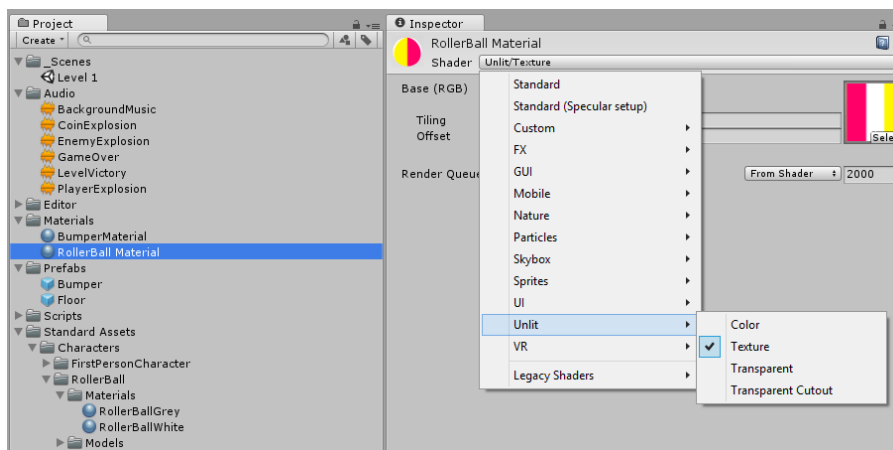 Project
Create
_Scenes
Level 1
Audio
BackgroundMusic
CoinExplosion
EnemyExplosion
GameOver
LevelVictory
PlayerExplosion
Editor
Materials
BumperMaterial
RollerBall Material
Prefabs
Bumper
Floor
Scripts
Standard Assets
Characters
FirstPersonCharacter
RollerBall
Materials
RollerBallGrey
RollerBallWhite
Models
Inspector
RollerBall Material
Shader Unlit/Texture
Base (RGB)
Tiling
Offset
Sele
Render Queue
From Shader 2000
Standard
Standard (Specular setup)
Custom
FX
GUI
Mobile
Nature
Particles
Skybox
Sprites
UI
Unlit
VR
Legacy Shaders
Color
Texture
Transparent
Transparent Cutout